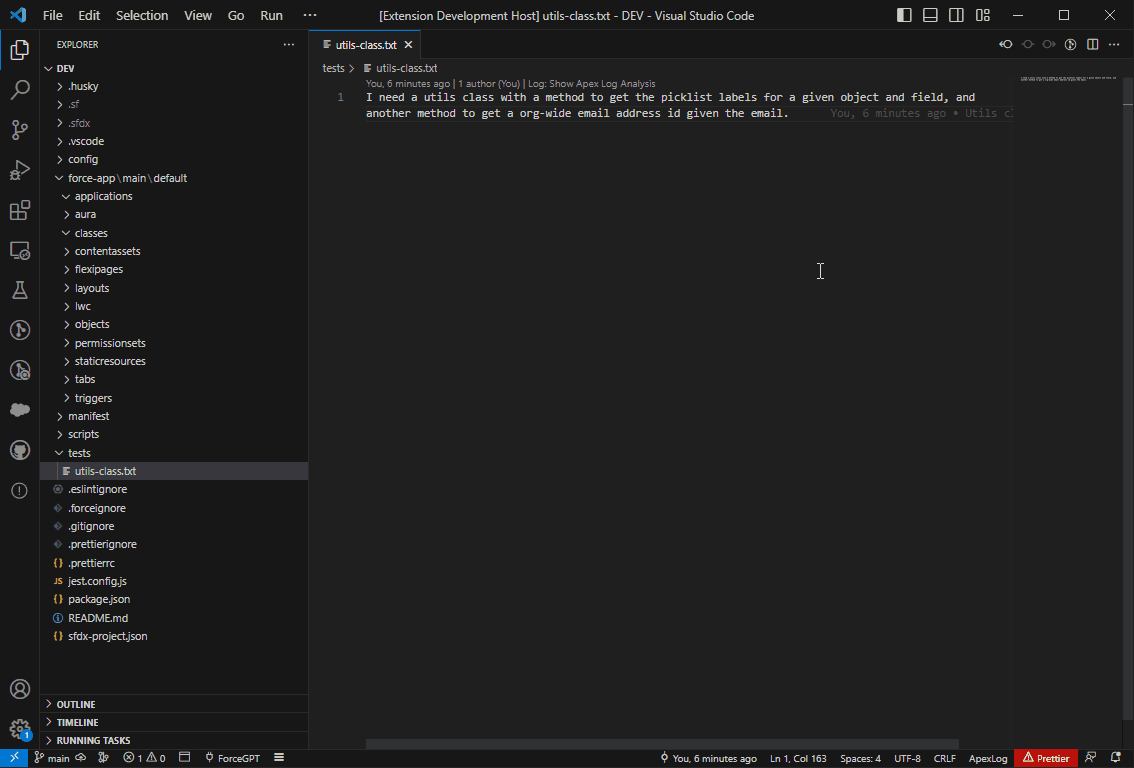 File Edit Selection View Go Run ··· [Extension Development Host] utils-class.txt - DEV - Visual Studio Code
EXPLORER ···
DEV
.husky
.sf
.sfdx
.vscode
config
force-app\main\default
applications
aura
classes
contentassets
flexipages
layouts
lwc
objects
permissionsets
staticresources
tabs
triggers
manifest
scripts
tests
utils-class.txt
.eslintignore
.forceignore
.gitignore
.prettierignore
{} .prettierrc
JS jest.config.js
{} package.json
README.md
{} sfdx-project.json
OUTLINE
TIMELINE
RUNNING TASKS
1
utils-class.txt
tests > utils-class.txt
You, 6 minutes ago | 1 author (You) | Log: Show Apex Log Analysis
1 I need a utils class with a method to get the picklist labels for a given object and field, and
another method to get a org-wide email address id given the email. You, 6 minutes ago • Utils cl
main 1 0 ForceGPT You, 6 minutes ago Ln 1, Col 163 Spaces: 4 UTF-8 CRLF ApexLog Prettier